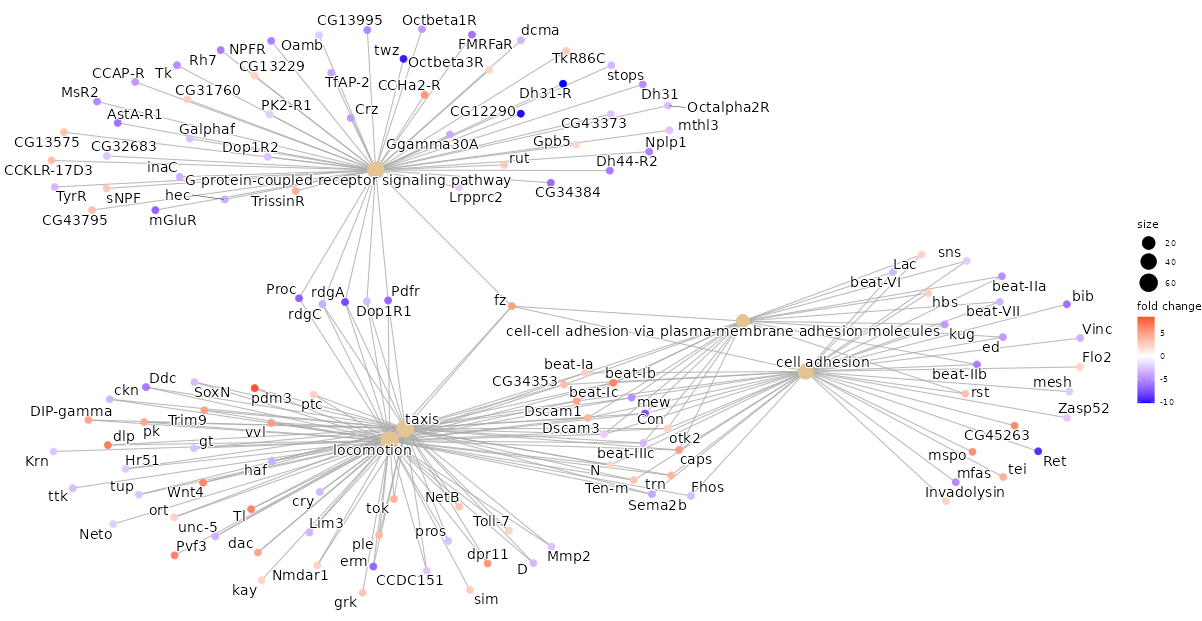 CG13995
Octbeta1R
dcma
NPFR
Oamb
twz
FMRFaR
Rh7
CG13229
Octbeta3R
TkR86C
CCAP-R
Tk
TfAP-2
CCHa2-R
stops
MsR2
CG31760
Dh31-R
Dh31
PK2-R1
Crz
CG12290
Octalpha2R
AstA-R1
Galphaf
CG43373
mthl3
CG13575
CG32683
Dop1R2
Ggamma30A
Gpb5
Nplp1
CCKLR-17D3
inaC
rut
Dh44-R2
G protein-coupled receptor signaling pathway
TyrR
sNPF
hec
TrissinR
Lrpprc2
CG34384
CG43795
mGluR
Proc
rdgA
Pdfr
rdgC
Dop1R1
fz
Lac
sns
beat-VI
beat-IIa
hbs
beat-VII
bib
cell-cell adhesion via plasma-membrane adhesion molecules
kug
Vinc
ed
cell adhesion
Flo2
beat-IIb
mesh
rst
Zasp52
CG45263
mspo
Ret
mfas
tei
Invadolysin
beat-Ia
beat-Ib
CG34353
beat-Ic
mew
Dscam1
Con
Dscam3
otk2
beat-IIIc
caps
N
trn
Ten-m
Fhos
Sema2b
Ddc
ckn
SoxN
pdm3
ptc
DIP-gamma
Trim9
taxis
dlp
pk
vvl
gt
locomotion
Krn
Hr51
haf
ttk
tup
Wnt4
cry
NetB
ort
tok
Neto
unc-5
Tl
Lim3
Toll-7
pros
Pvf3
dac
ple
dpr11
Mmp2
erm
D
Nmdar1
CCDC151
kay
grk
sim
size
20
40
60
fold change
5
0
-5
-10